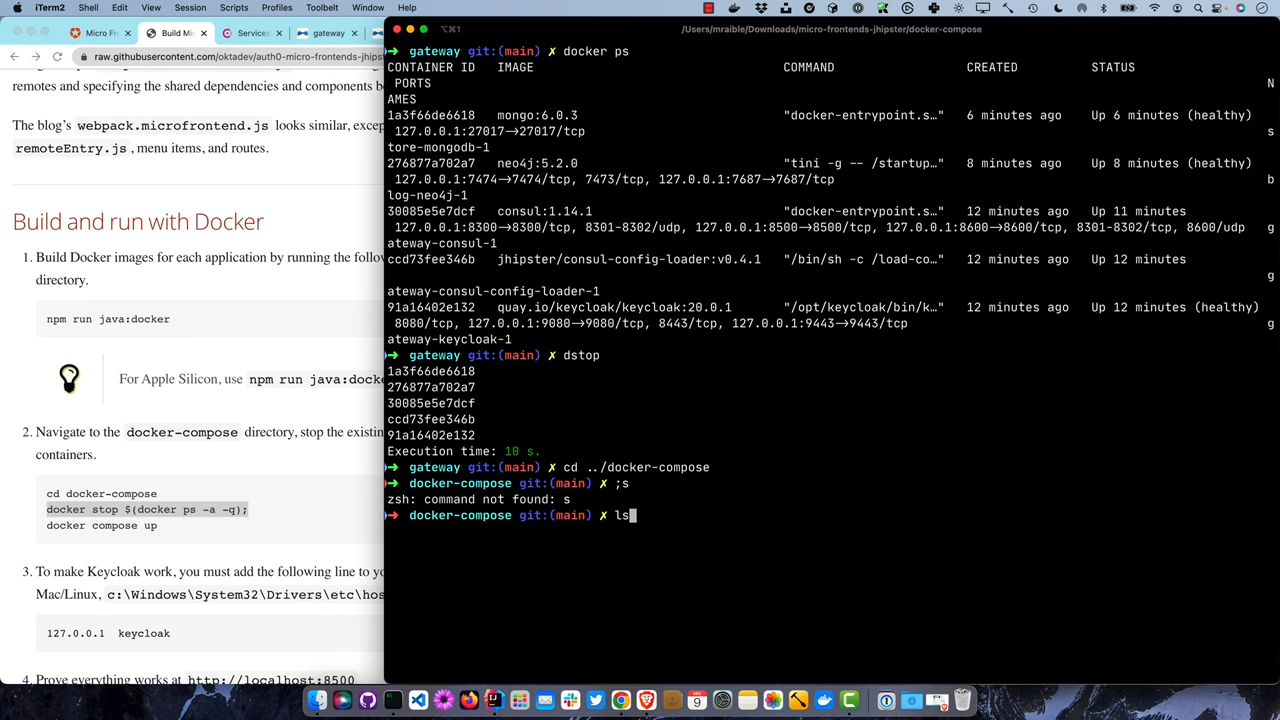 iTerm2 Shell Edit View Session Scripts Profiles Toolbelt Window Help
Micro Fr
Build Mic
Services
gateway
raw.githubusercontent.com/oktadev/auth0-micro-frontends-jhips
remotes and specifying the shared dependencies and components be
The blog's webpack.microfrontend.js looks similar, except
remoteEntry.js, menu items, and routes.
Build and run with Docker
1. Build Docker images for each application by running the follow
directory.
npm run java:docker
For Apple Silicon, use npm run java:docke
2. Navigate to the docker-compose directory, stop the existin
containers.
cd docker-compose
docker stop $(docker ps -a -q);
docker compose up
3. To make Keycloak work, you must add the following line to yo
Mac/Linux, c:\Windows\System32\Drivers\etc\hos
127.0.0.1 keycloak
4. Prove everything works at http://localhost:8500
⌥⌘1
/Users/mraible/Downloads/micro-frontends-jhipster/docker-compose
➜ gateway git:(main) ✗ docker ps
CONTAINER ID IMAGE COMMAND CREATED STATUS
PORTS N
AMES
1a3f66de6618 mongo:6.0.3 "docker-entrypoint.s…" 6 minutes ago Up 6 minutes (healthy)
127.0.0.1:27017->27017/tcp s
tore-mongodb-1
276877a702a7 neo4j:5.2.0 "tini -g -- /startup…" 8 minutes ago Up 8 minutes (healthy)
127.0.0.1:7474->7474/tcp, 7473/tcp, 127.0.0.1:7687->7687/tcp b
log-neo4j-1
30085e5e7dcf consul:1.14.1 "docker-entrypoint.s…" 12 minutes ago Up 11 minutes
127.0.0.1:8300->8300/tcp, 8301-8302/udp, 127.0.0.1:8500->8500/tcp, 127.0.0.1:8600->8600/tcp, 8301-8302/tcp, 8600/udp g
ateway-consul-1
ccd73fee346b jhipster/consul-config-loader:v0.4.1 "/bin/sh -c /load-co…" 12 minutes ago Up 12 minutes
g
ateway-consul-config-loader-1
91a16402e132 quay.io/keycloak/keycloak:20.0.1 "/opt/keycloak/bin/k…" 12 minutes ago Up 12 minutes (healthy)
8080/tcp, 127.0.0.1:9080->9080/tcp, 8443/tcp, 127.0.0.1:9443->9443/tcp g
ateway-keycloak-1
➜ gateway git:(main) ✗ dstop
1a3f66de6618
276877a702a7
30085e5e7dcf
ccd73fee346b
91a16402e132
Execution time: 10 s.
➜ gateway git:(main) ✗ cd ../docker-compose
➜ docker-compose git:(main) ✗ ;s
zsh: command not found: s
➜ docker-compose git:(main) ✗ ls